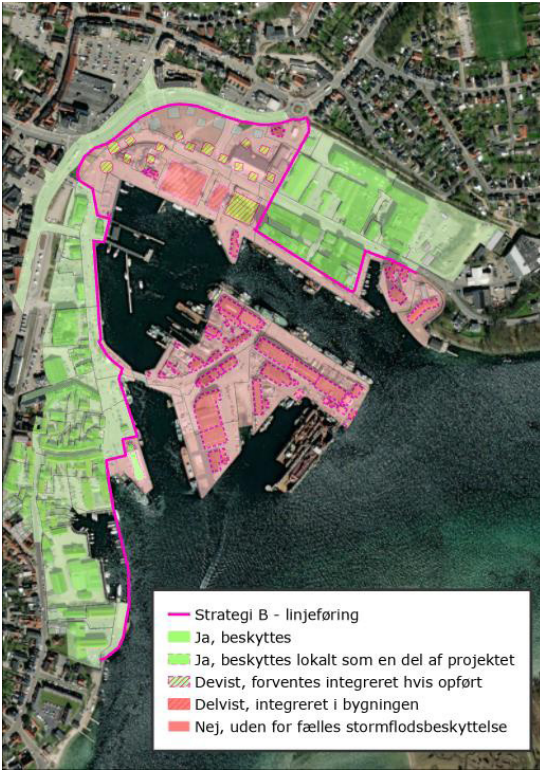 Strategi B - linjeføring
Ja, beskyttes
Ja, beskyttes lokalt som en del af projektet
Devist, forventes integreret hvis opført
Delvist, integreret i bygningen
Nej, uden for fælles stormflodsbeskyttelse